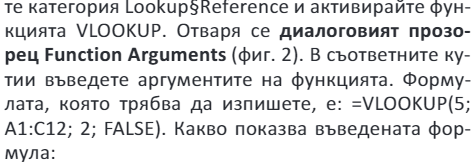 те категория Lookup§Reference и активирайте фун-
кцията VLOOKUP. Отваря се диалоговият прозо-
рец Function Arguments (фиг. 2). В съответните ку-
тии въведете аргументите на функцията. Форму-
лата, която трябва да изпишете, е: =VLOOKUP(5;
A1:C12; 2; FALSE). Какво показва въведената фор-
мула: